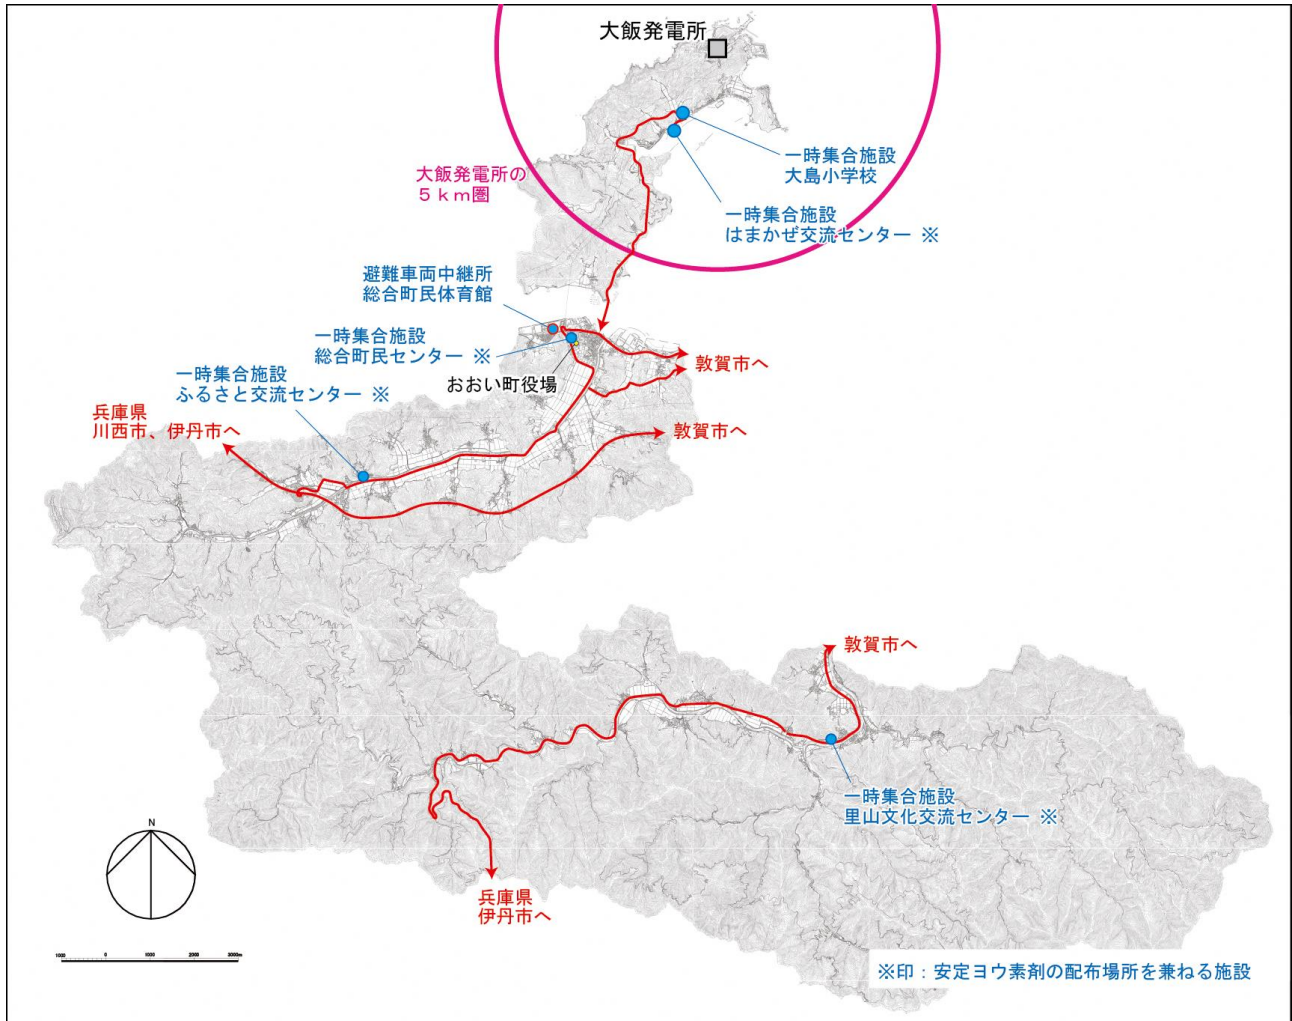 大飯発電所
一時集合施設
大島小学校
大飯発電所の
５ｋｍ圏
一時集合施設
はまかぜ交流センター ※
避難車両中継所
総合町民体育館
一時集合施設
総合町民センター ※
敦賀市へ
おおい町役場
一時集合施設
ふるさと交流センター ※
兵庫県
川西市、伊丹市へ
敦賀市へ
敦賀市へ
一時集合施設
里山文化交流センター ※
N
兵庫県
伊丹市へ
1000 0 1000 2000 3000m
※印：安定ヨウ素剤の配布場所を兼ねる施設